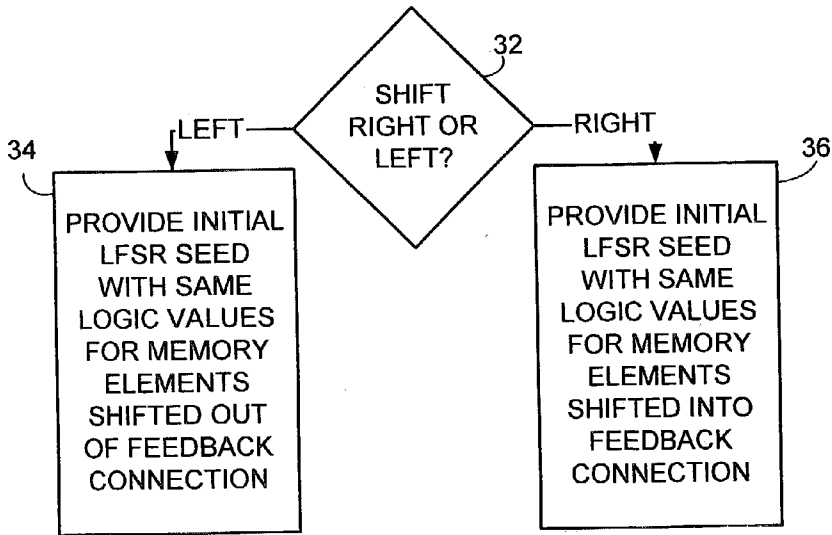 32
SHIFT
RIGHT OR
LEFT?
LEFT
RIGHT
34
PROVIDE INITIAL
LFSR SEED
WITH SAME
LOGIC VALUES
FOR MEMORY
ELEMENTS
SHIFTED OUT
OF FEEDBACK
CONNECTION
36
PROVIDE INITIAL
LFSR SEED
WITH SAME
LOGIC VALUES
FOR MEMORY
ELEMENTS
SHIFTED INTO
FEEDBACK
CONNECTION